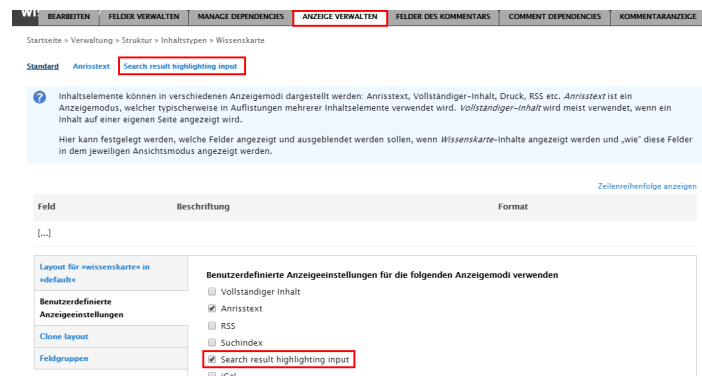 BEARBEITEN FELDER VERWALTEN MANAGE DEPENDENCIES ANZEIGE VERWALTEN FELDER DES KOMMENTARS COMMENT DEPENDENCIES KOMMENTARANZEIGE
Startseite » Verwaltung » Struktur » Inhaltstypen » Wissenskarte
Standard Anrisstext Search result highlighting input
Inhaltselemente können in verschiedenen Anzeigemodi dargestellt werden: Anrisstext, Vollständiger-Inhalt, Druck, RSS etc. Anrisstext ist ein
Anzeigemodus, welcher typischerweise in Auflistungen mehrerer Inhaltselemente verwendet wird. Vollständiger-Inhalt wird meist verwendet, wenn ein
Inhalt auf einer eigenen Seite angezeigt wird.
Hier kann festgelegt werden, welche Felder angezeigt und ausgeblendet werden sollen, wenn Wissenskarte-Inhalte angezeigt werden und „wie" diese Felder
in dem jeweiligen Ansichtsmodus angezeigt werden.
Zeilenreihenfolge anzeigen
Feld Beschriftung Format
[...]
Layout für »wissenskarte« in
»default«
Benutzerdefinierte
Anzeigeeinstellungen
Clone layout
Feldgruppen
Benutzerdefinierte Anzeigeeinstellungen für die folgenden Anzeigemodi verwenden
Vollständiger Inhalt
Anrisstext
RSS
Suchindex
Search result highlighting input